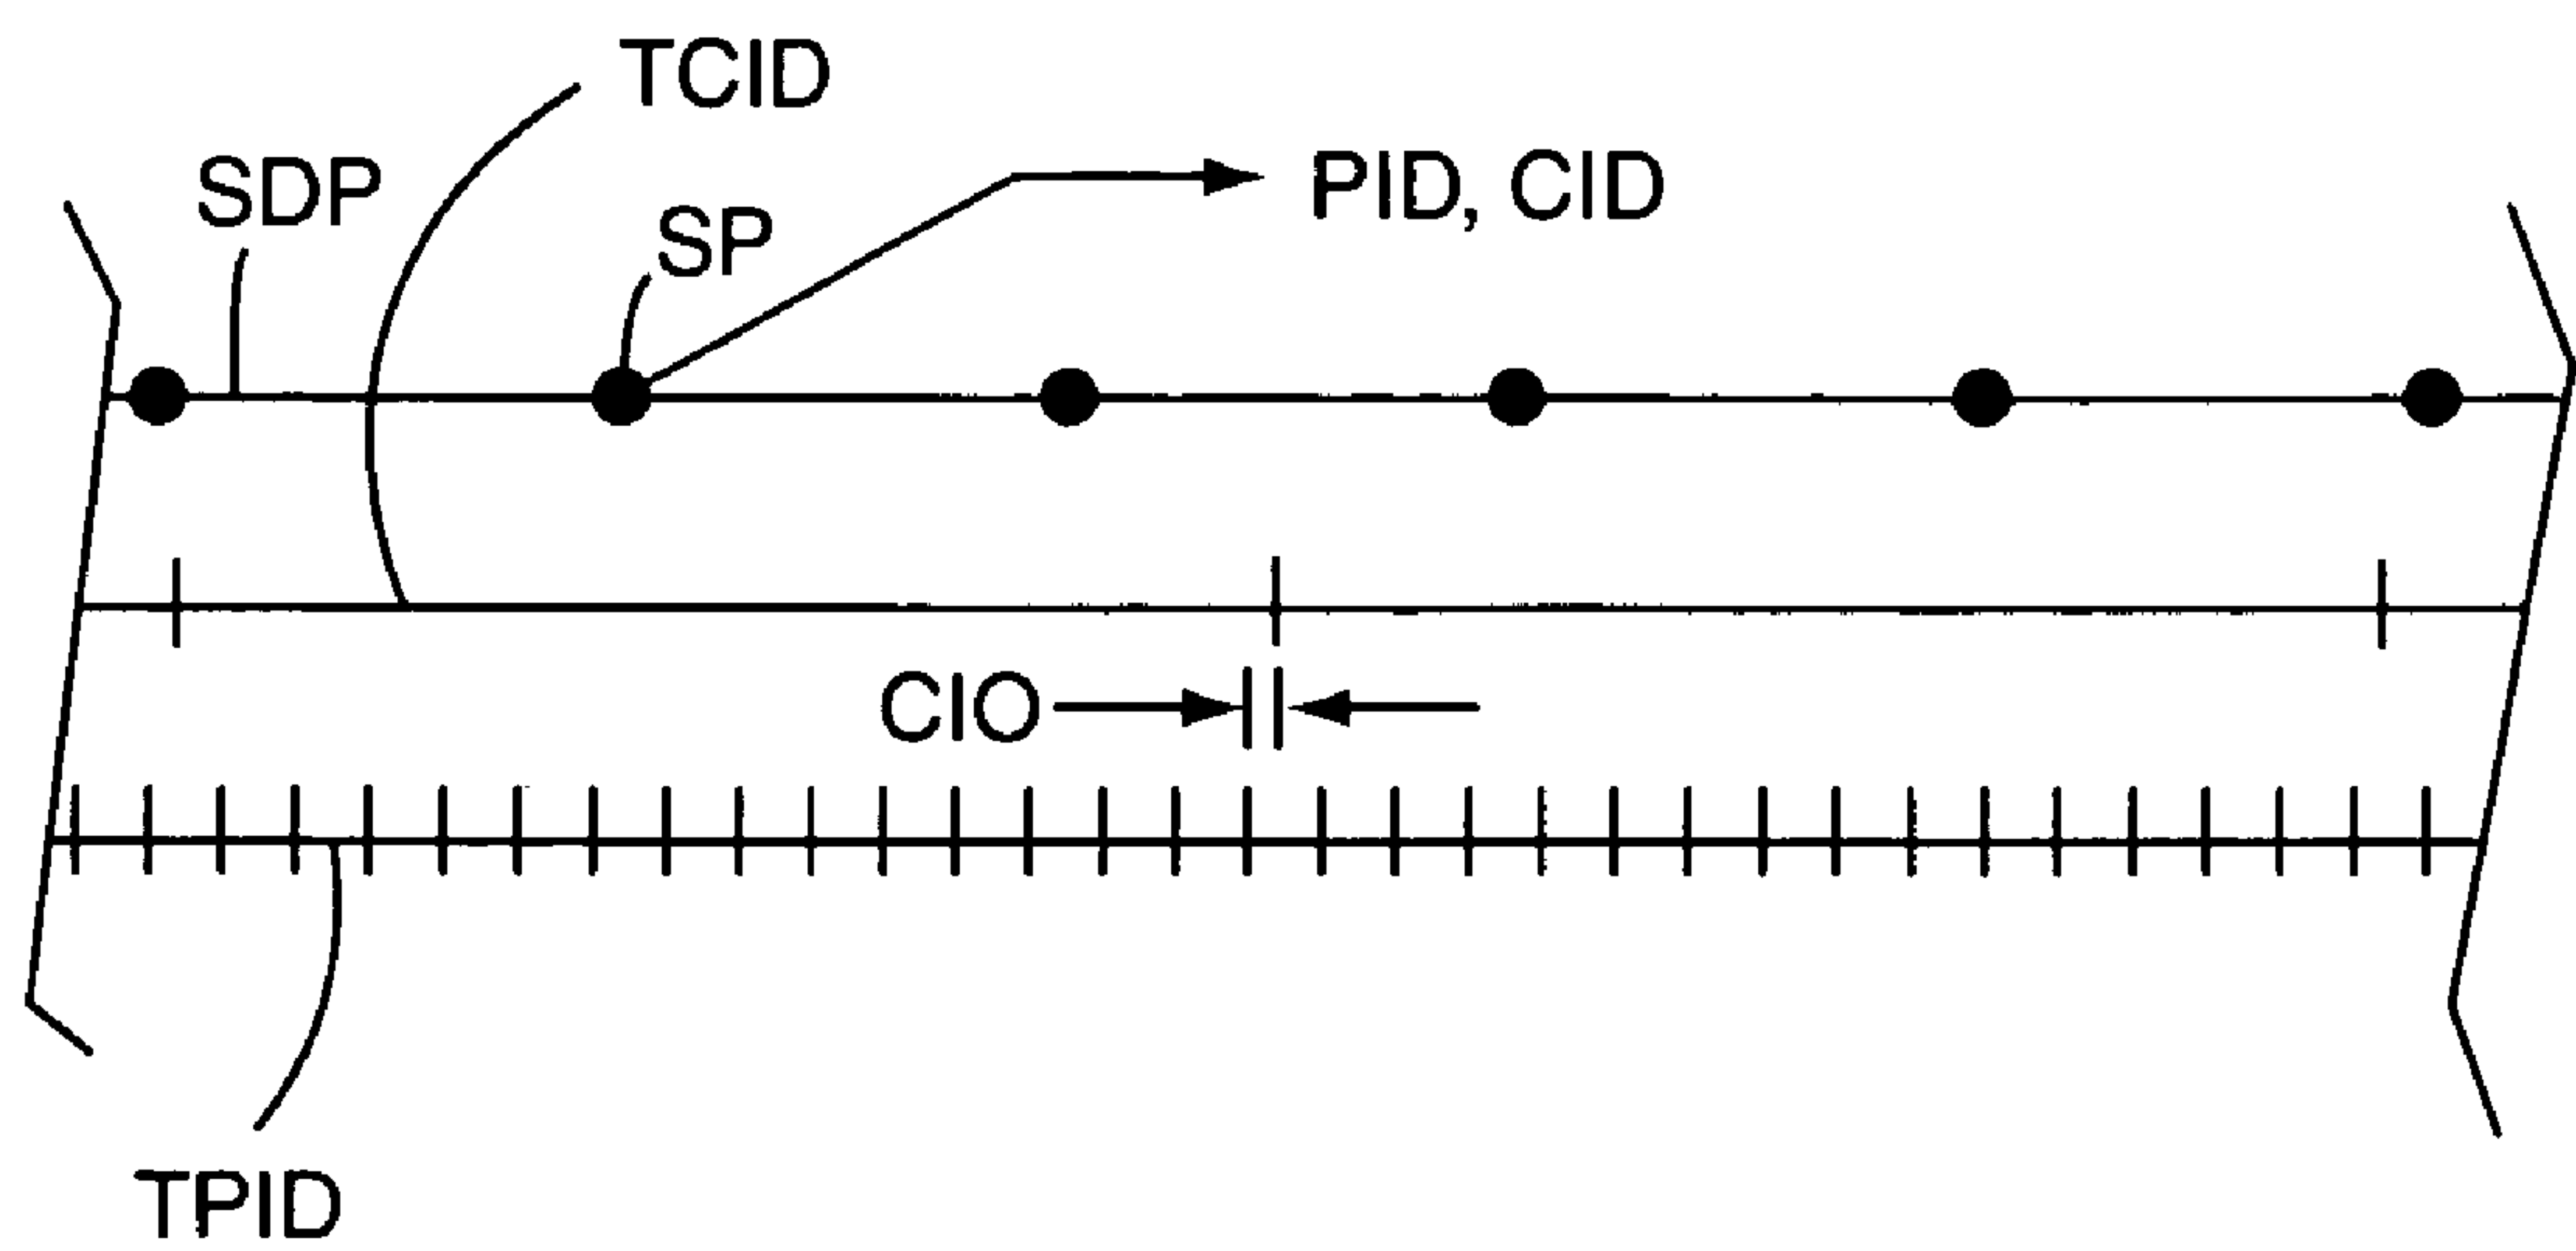 TCID
SDP
SP
PID, CID
CIO
TPID